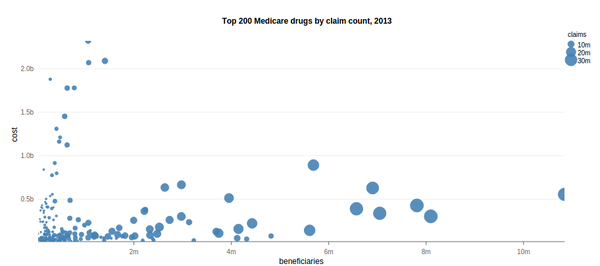 Top 200 Medicare drugs by claim count, 2013
claims
10m
20m
30m
2.0b
1.5b
1.0b
0.5b
cost
2m
4m
6m
8m
10m
beneficiaries